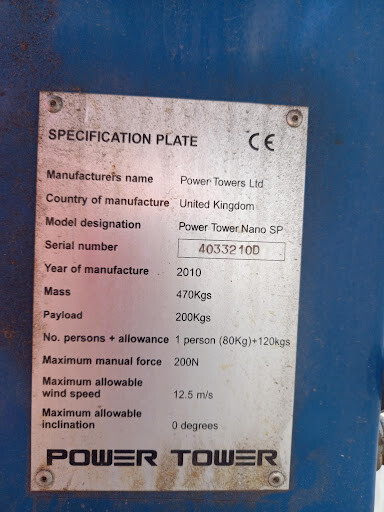 SPECIFICATION PLATE CE
Manufacturers name Power Towers Ltd
Country of manufacture United Kingdom
Model designation Power Tower Nano SP
Serial number 4033210D
Year of manufacture 2010
Mass 470Kgs
Payload 200Kgs
No. persons + allowance 1 person (80Kg)+120kgs
Maximum manual force 200N
Maximum allowable
wind speed 12.5 m/s
Maximum allowable
inclination 0 degrees
POWER TOWER